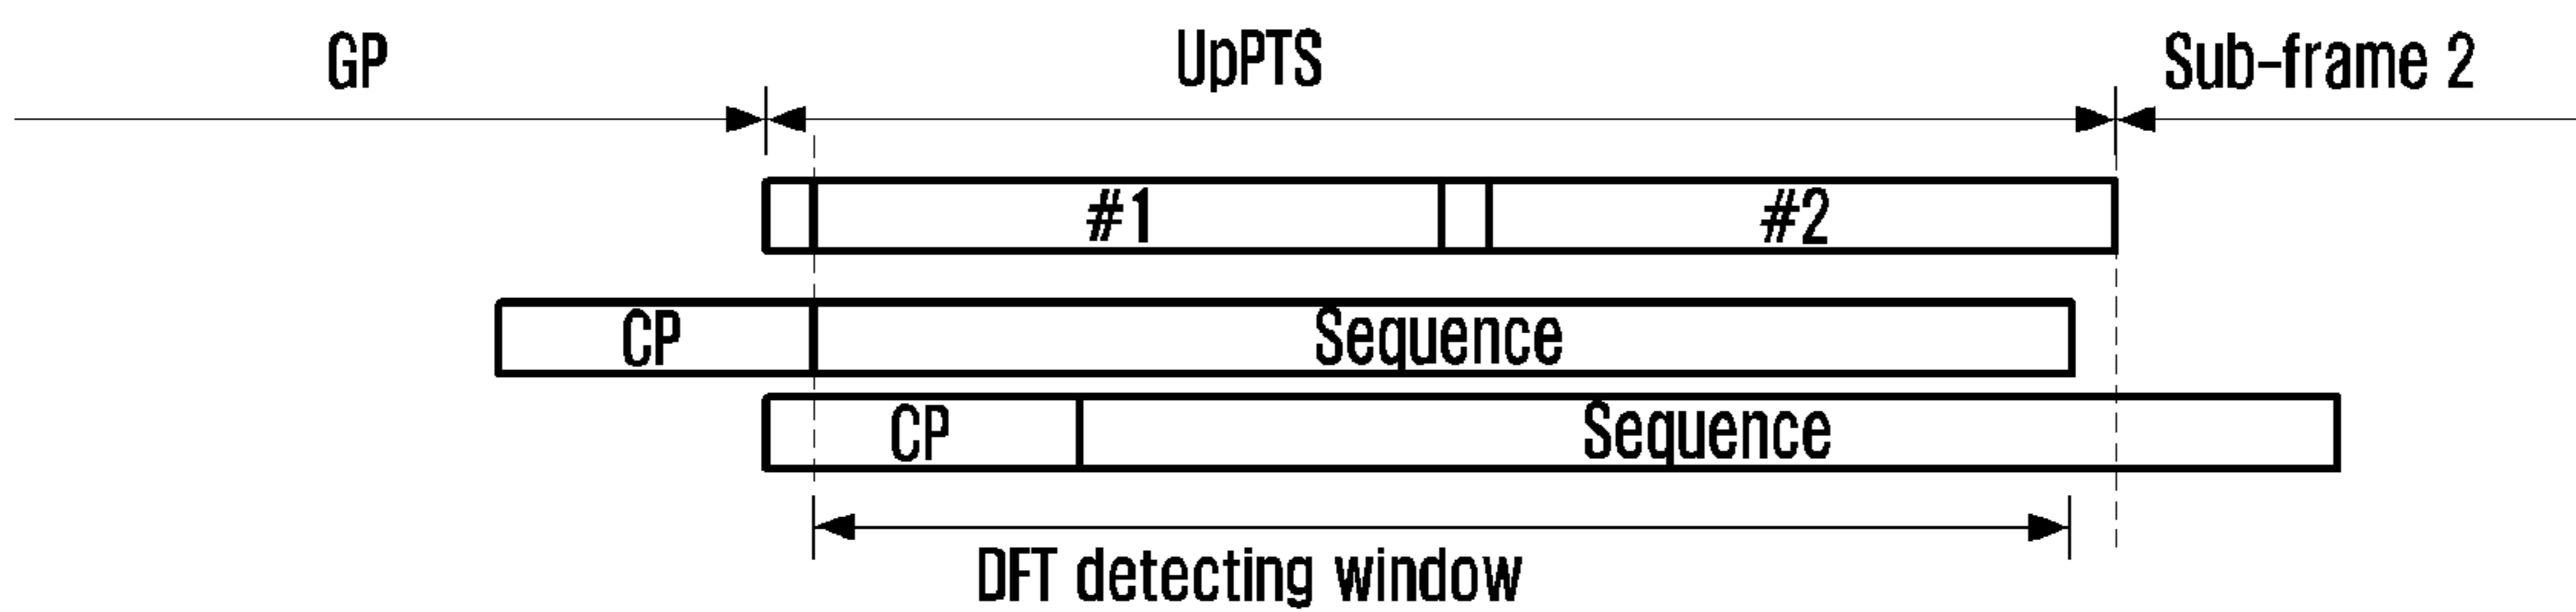 GP UpPTS Sub-frame 2
#1 #2
CP Sequence
CP Sequence
DFT detecting window